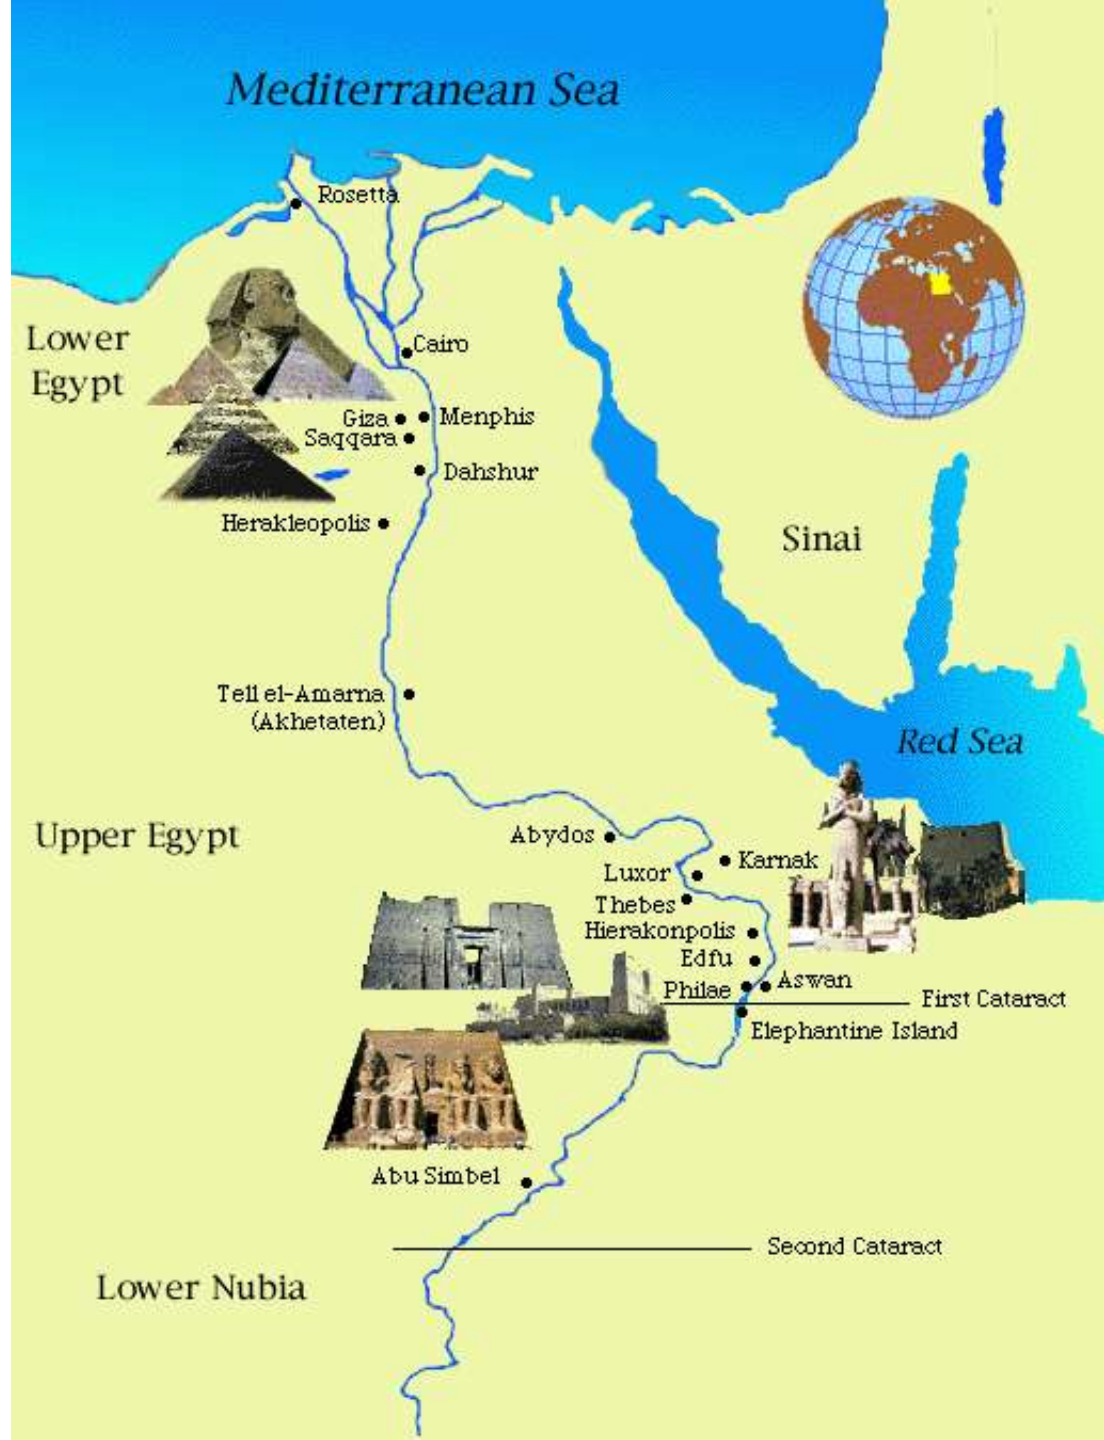 Mediterranean Sea
Rosetta
Lower
Egypt
Cairo
Giza
Menphis
Saqqara
Dahshur
Herakleopolis
Sinai
Tell el-Amarna
(Akhetaten)
Red Sea
Upper Egypt
Abydos
Karnak
Luxor
Thebes
Hierakonpolis
Edfu
Aswan
Philae
First Cataract
Elephantine Island
Abu Simbel
Second Cataract
Lower Nubia